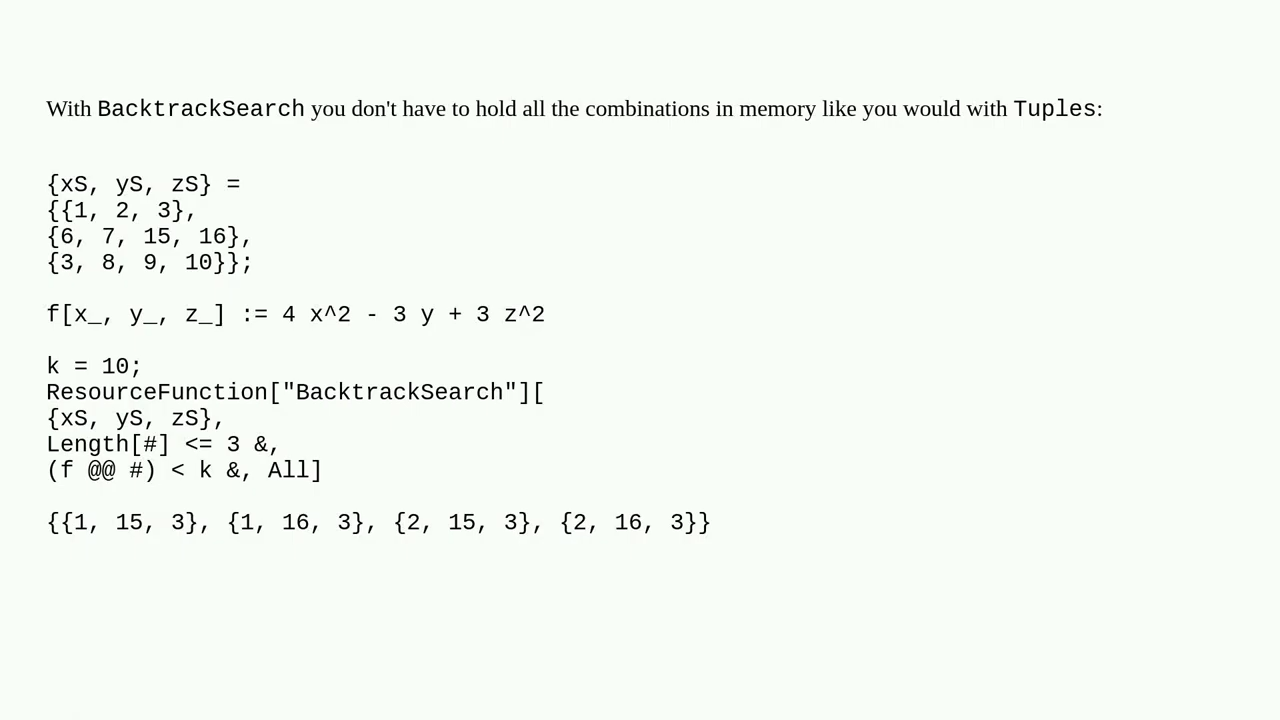 With BacktrackSearch you don't have to hold all the combinations in memory like you would with Tuples:
{xS, yS, zS} =
{{1, 2, 3},
{6, 7, 15, 16},
{3, 8, 9, 10}};
f[x_, y_, z_] := 4 x^2 - 3 y + 3 z^2
k = 10;
ResourceFunction["BacktrackSearch"][
{xS, yS, zS},
Length[#] <= 3 &,
(f @@ #) < k &, All]
{{1, 15, 3}, {1, 16, 3}, {2, 15, 3}, {2, 16, 3}}